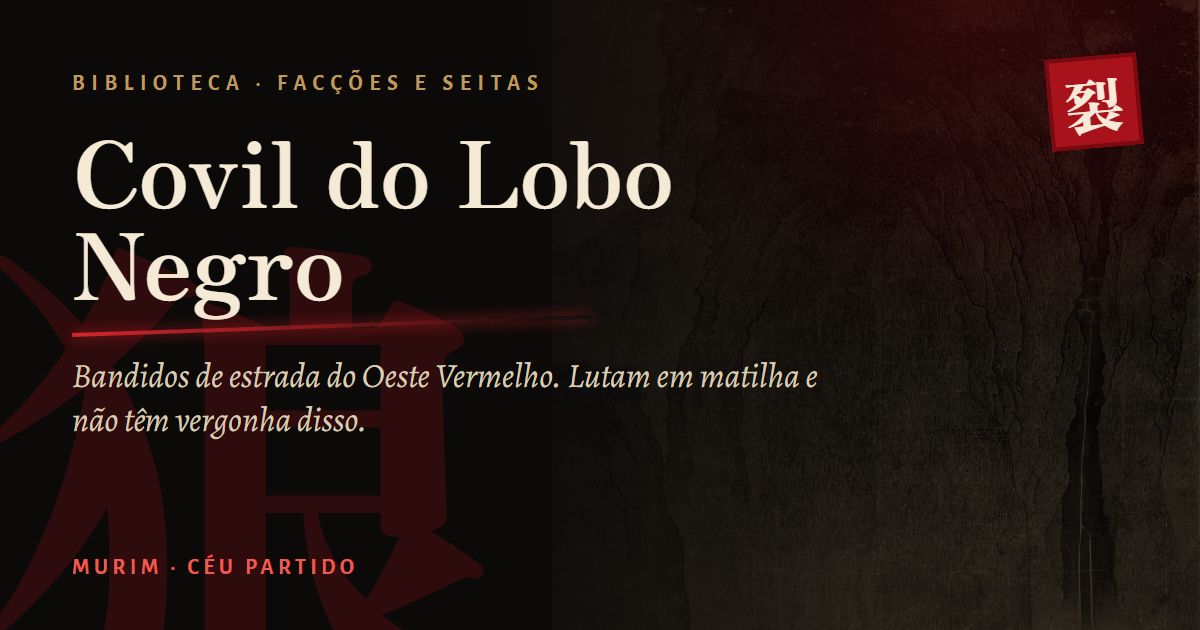 BIBLIOTECA · FACÇÕES E SEITAS
裂
Covil do Lobo
Negro
狼
Bandidos de estrada do Oeste Vermelho. Lutam em matilha e
não têm vergonha disso.
MURIM · CÉU PARTIDO